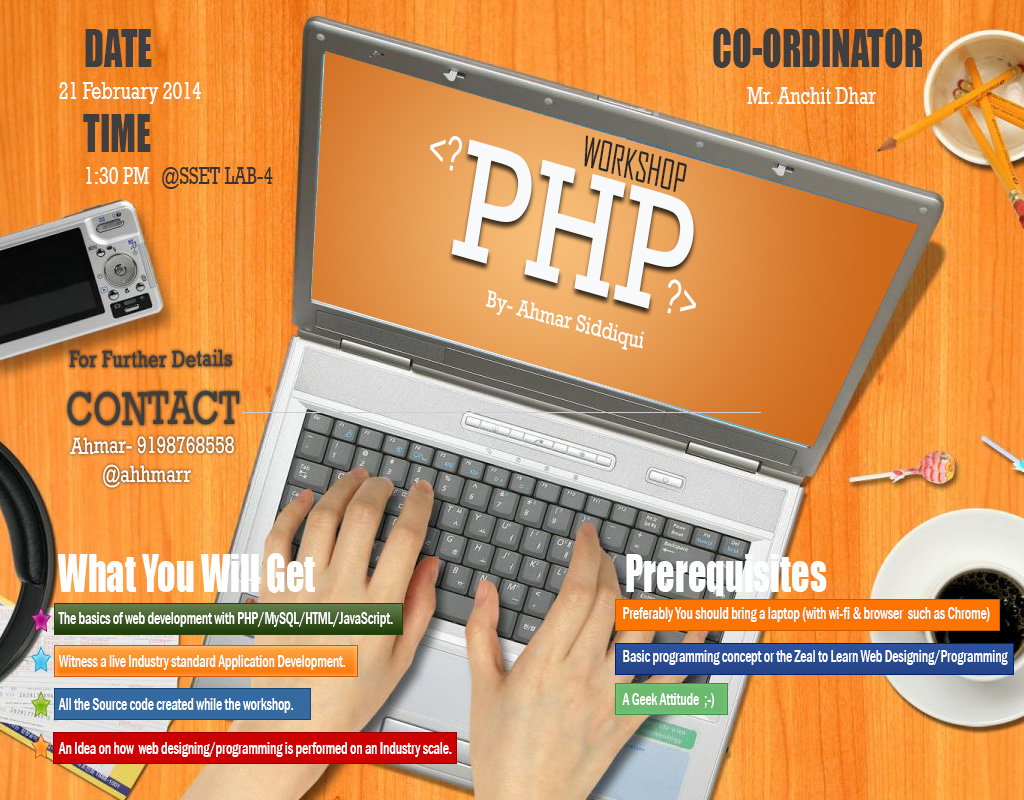 DATE
21 February 2014
TIME
1:30 PM @SSET LAB-4
CO-ORDINATOR
Mr. Anchit Dhar
WORKSHOP
<? PHP ?>
By- Ahmar Siddiqui
For Further Details
CONTACT
Ahmar- 9198768558
@ahhmarr
What You Will Get
The basics of web development with PHP/MySQL/HTML/JavaScript.
Witness a live Industry standard Application Development.
All the Source code created while the workshop.
An Idea on how web designing/programming is performed on an Industry scale.
Prerequisites
Preferably You should bring a laptop (with wi-fi & browser such as Chrome)
Basic programming concept or the Zeal to Learn Web Designing/Programming
A Geek Attitude ;-)